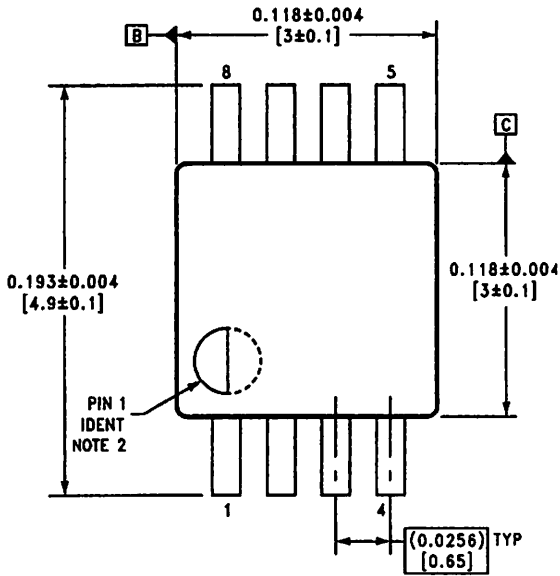 0.118±0.004
[3±0.1]
B
8
5
C
0.193±0.004
[4.9±0.1]
0.118±0.004
[3±0.1]
PIN 1
IDENT
NOTE 2
1
4
(0.0256) TYP
[0.65]